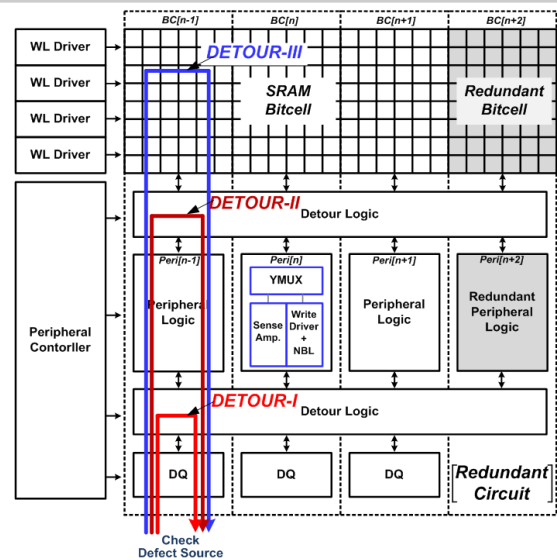 BC[n-1] BC[n] BC[n+1] BC[n+2]
WL Driver
WL Driver
WL Driver
WL Driver
DETOUR-III
SRAM
Bitcell
Redundant
Bitcell
DETOUR-II
Detour Logic
Peri[n-1] Peri[n] Peri[n+1] Peri[n+2]
Peripheral
Logic
YMUX
Sense
Amp.
Write
Driver
+
NBL
Peripheral
Logic
Redundant
Peripheral
Logic
Peripheral
Contorller
DETOUR-I
Detour Logic
DQ DQ DQ
[Redundant
Circuit]
Check
Defect Source